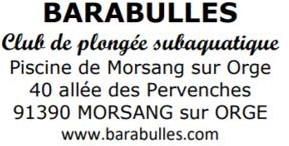 BARABULLES
Club de plongée subaquatique
Piscine de Morsang sur Orge
40 allée des Pervenches
91390 MORSANG sur ORGE
www.barabulles.com